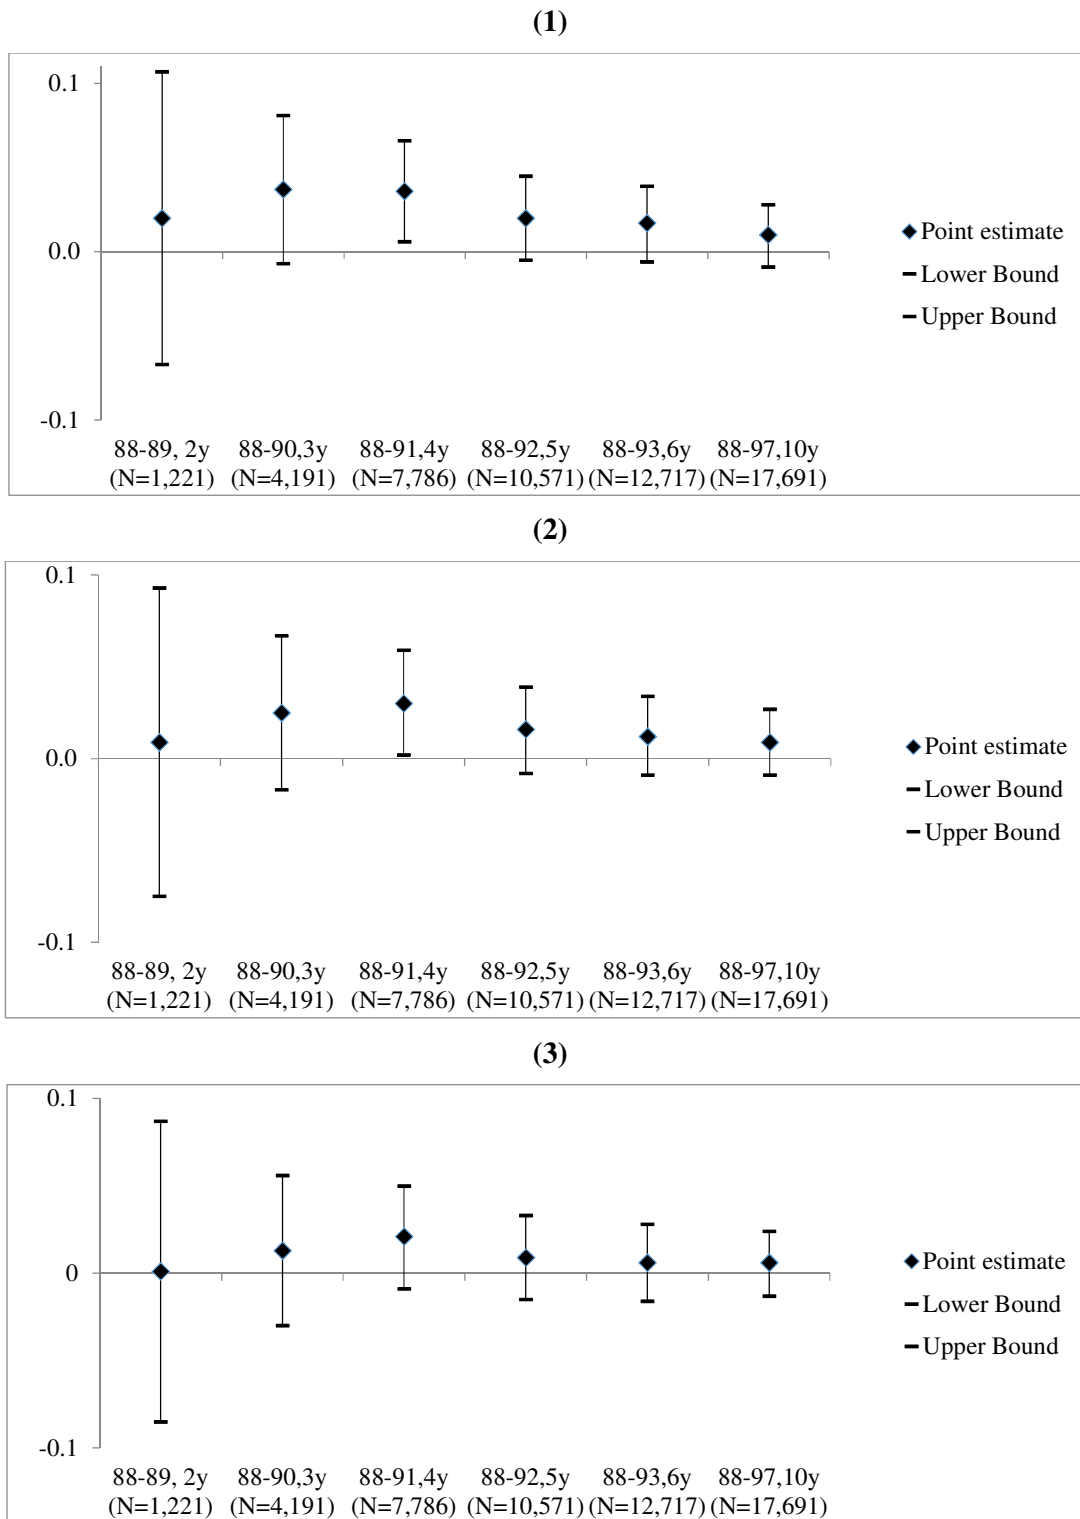 (1)
0.1
0.0
-0.1
88-89, 2y 88-90,3y 88-91,4y 88-92,5y 88-93,6y 88-97,10y
(N=1,221) (N=4,191) (N=7,786) (N=10,571) (N=12,717) (N=17,691)
Point estimate
Lower Bound
Upper Bound
(2)
0.1
0.0
-0.1
88-89, 2y 88-90,3y 88-91,4y 88-92,5y 88-93,6y 88-97,10y
(N=1,221) (N=4,191) (N=7,786) (N=10,571) (N=12,717) (N=17,691)
Point estimate
Lower Bound
Upper Bound
(3)
0.1
0
-0.1
88-89, 2y 88-90,3y 88-91,4y 88-92,5y 88-93,6y 88-97,10y
(N=1,221) (N=4,191) (N=7,786) (N=10,571) (N=12,717) (N=17,691)
Point estimate
Lower Bound
Upper Bound